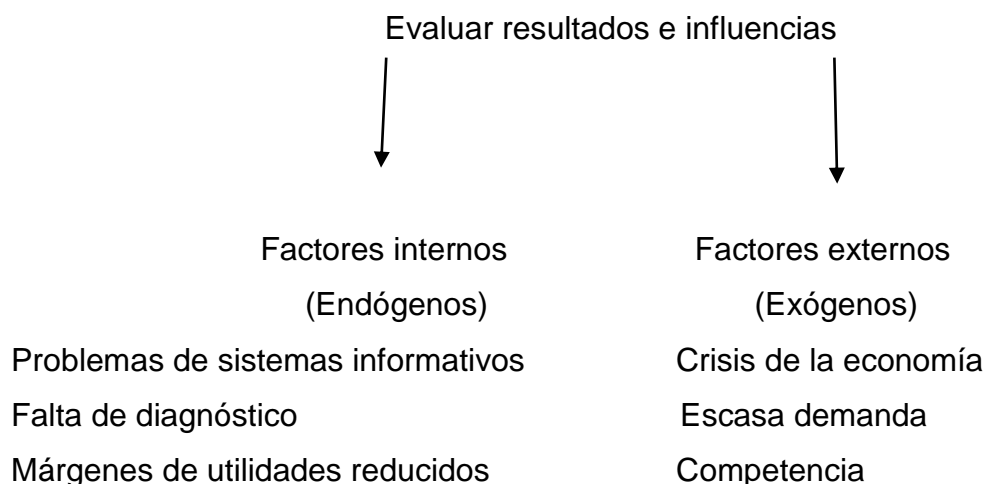 Evaluar resultados e influencias
Factores internos
(Endógenos)
Problemas de sistemas informativos
Falta de diagnóstico
Márgenes de utilidades reducidos
Factores externos
(Exógenos)
Crisis de la economía
Escasa demanda
Competencia